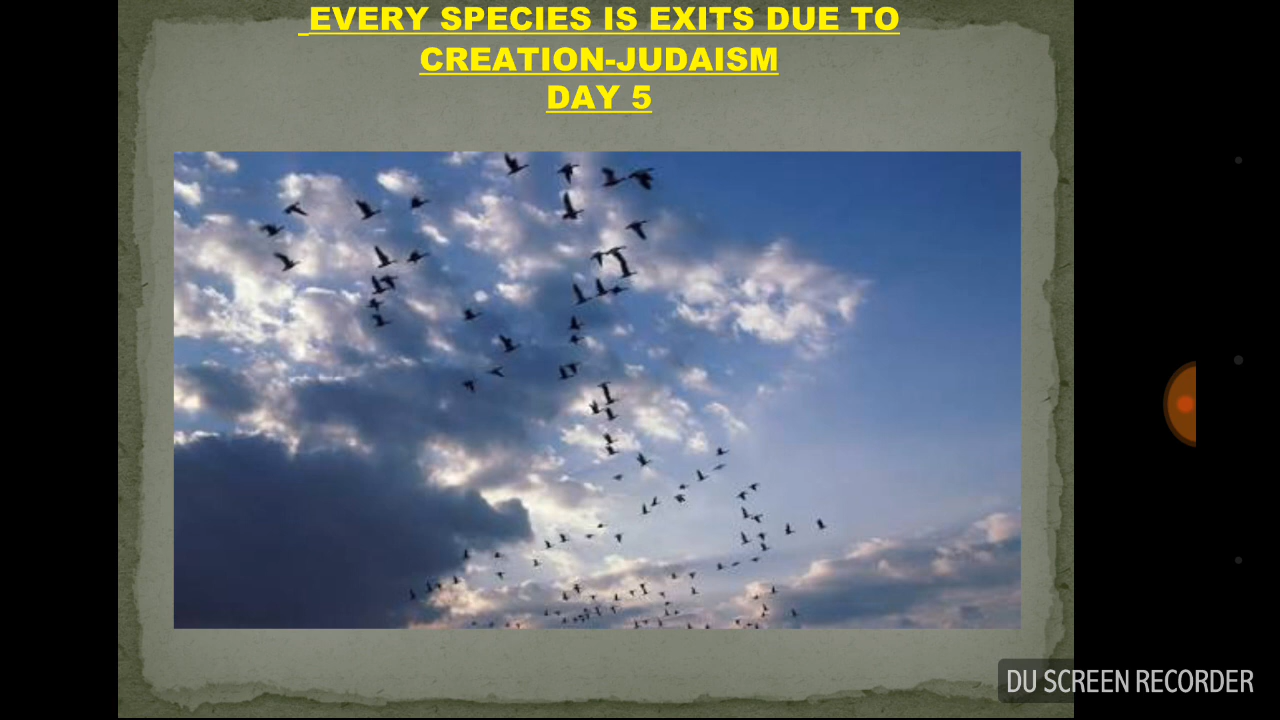 EVERY SPECIES IS EXITS DUE TO
CREATION-JUDAISM
DAY 5
DU SCREEN RECORDER